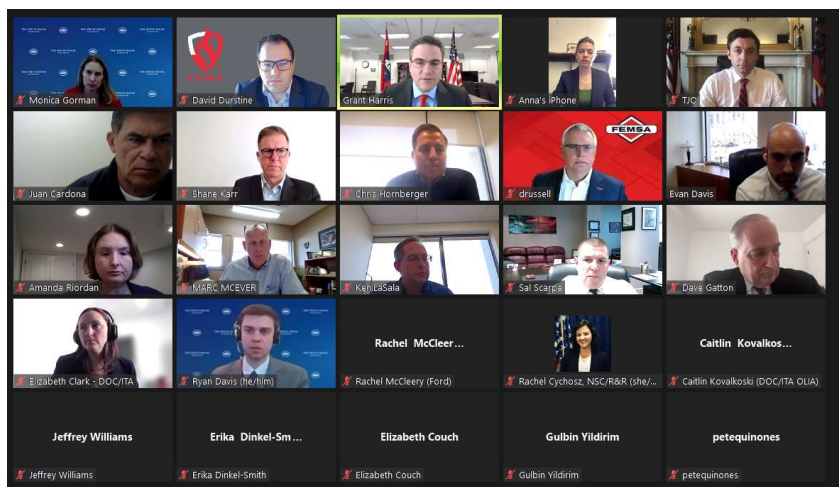 Monica Gorman
FAMA
David Durstine
Grant Harris
Anna's iPhone
TJC
Juan Cardona
Shane Karr
Chris Hornberger
FEMSA
drussell
Evan Davis
Amanda Riordan
MARC MCEVER
Ken LaSala
Sal Scarpa
Dave Gatton
Elizabeth Clark - DOC/ITA
Ryan Davis (he/him)
Rachel McCleer...
Rachel McCleery (Ford)
Rachel Cychosz, NSC/R&R (she/...
Caitlin Kovalkos...
Caitlin Kovalkoski (DOC/ITA OLIA)
Jeffrey Williams
Jeffrey Williams
Erika Dinkel-Sm...
Erika Dinkel-Smith
Elizabeth Couch
Elizabeth Couch
Gulbin Yildirim
Gulbin Yildirim
petequinones
petequinones